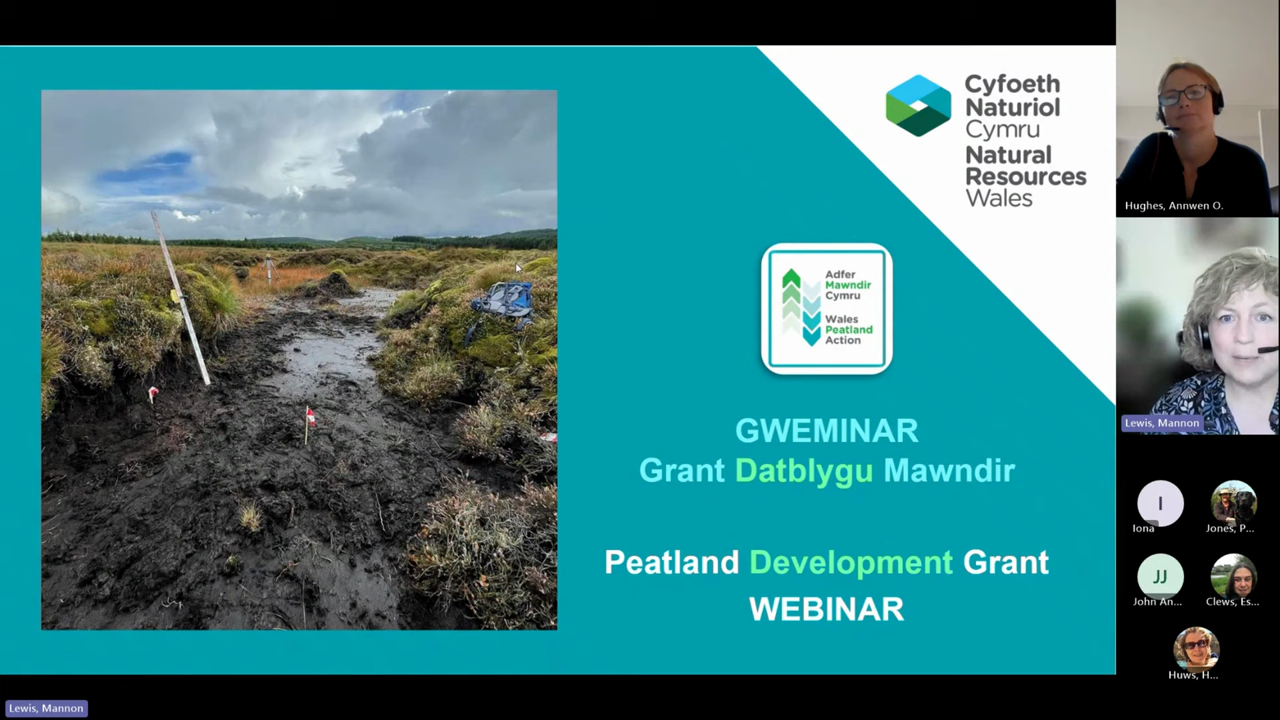 Cyfoeth
Naturiol
Cymru
Natural
Resources
Wales
Adfer
Mawndir
Cymru
Wales
Peatland
Action
GWEMINAR
Grant Datblygu Mawndir
Peatland Development Grant
WEBINAR
Hughes, Annwen O.
Lewis, Mannon
I
Iona
Jones, P...
JJ
John An...
Clews, Es...
Huws, H...
Lewis, Mannon